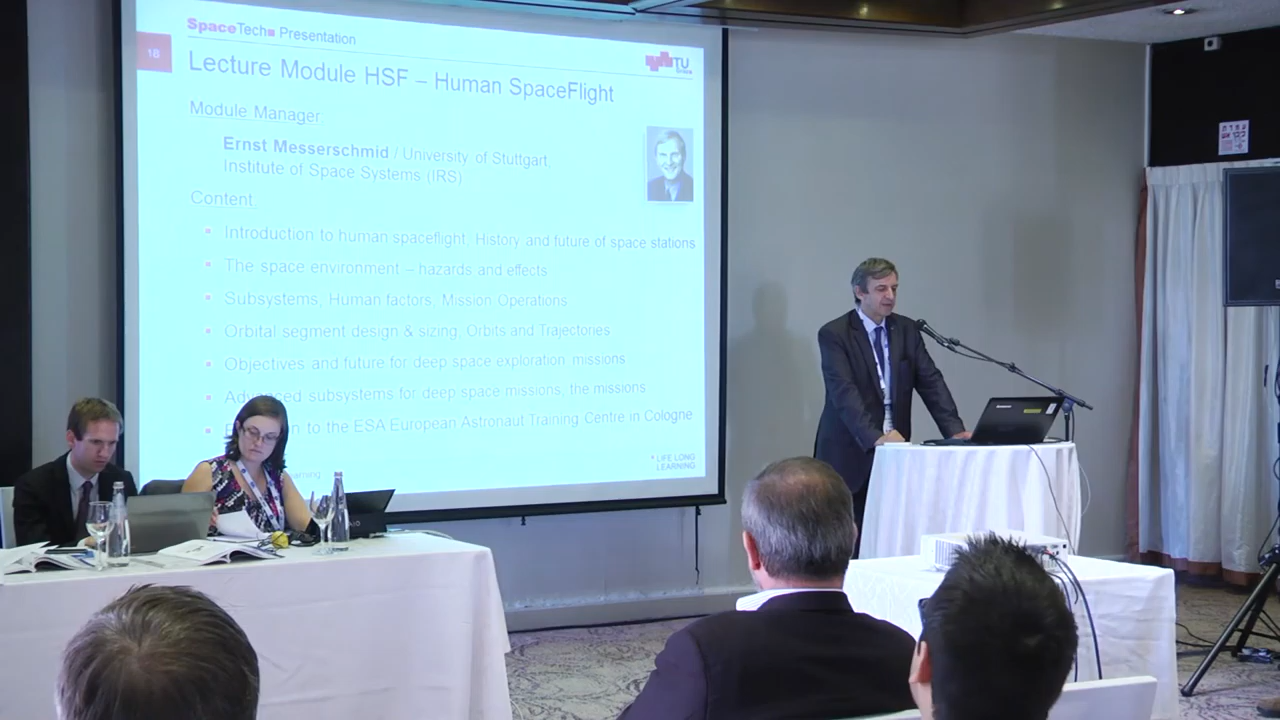 SpaceTech Presentation
18
TU
Graz
Lecture Module HSF – Human SpaceFlight
Module Manager
Ernst Messerschmid / University of Stuttgart,
Institute of Space Systems (IRS)
Content
Introduction to human spaceflight, History and future of space stations
The space environment – hazards and effects
Subsystems, Human factors, Mission Operations
Orbital segment design & sizing, Orbits and Trajectories
Objectives and future for deep space exploration missions
Advanced subsystems for deep space missions, the missions
to the ESA European Astronaut Training Centre in Cologne
LIFE LONG
LEARNING